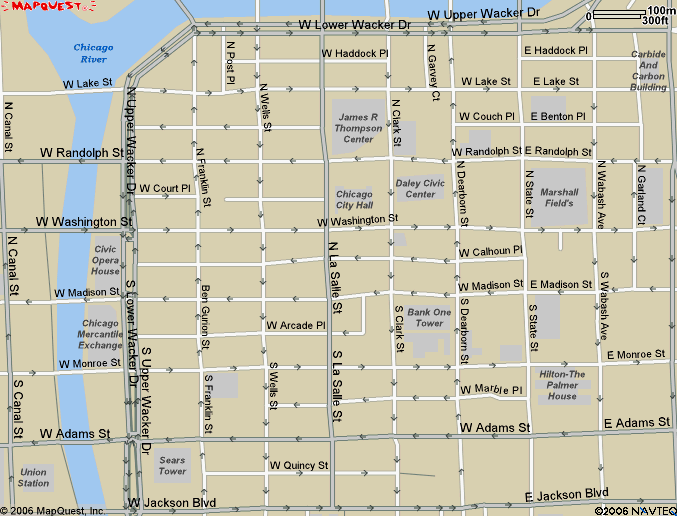 MAPQUEST
W Upper Wacker Dr
100m
300ft
W Lower Wacker Dr
Chicago
River
N Post Pl
W Haddock Pl
N Garvey Ct
E Haddock Pl
Carbide
And
Carbon
Building
W Lake St
W Lake St
E Lake St
N Canal St
N Upper Wacker Dr
N Wells St
N Clark St
James R
Thompson
Center
W Couch Pl
E Benton Pl
W Randolph St
W Randolph St
E Randolph St
N Franklin St
N Dearborn St
N State St
N Wabash Ave
N Garland Ct
W Court Pl
Chicago
City Hall
Daley Civic
Center
Marshall
Field's
W Washington St
W Washington St
N Canal St
Civic
Opera
House
N La Salle St
W Calhoun Pl
W Madison St
W Madison St
E Madison St
S Lower Wacker Dr
Ben Gurion St
S Wabash Ave
Chicago
Mercantile
Exchange
W Arcade Pl
S Clark St
Bank One
Tower
S Dearborn St
S State St
W Monroe St
E Monroe St
S Canal St
S Upper Wacker Dr
S Franklin St
S Wells St
S La Salle St
W Marble Pl
Hilton-The
Palmer
House
W Adams St
W Adams St
E Adams St
Union
Station
Sears
Tower
W Quincy St
W Jackson Blvd
E Jackson Blvd
© 2006 MapQuest, Inc.
©2006 NAVTEQ